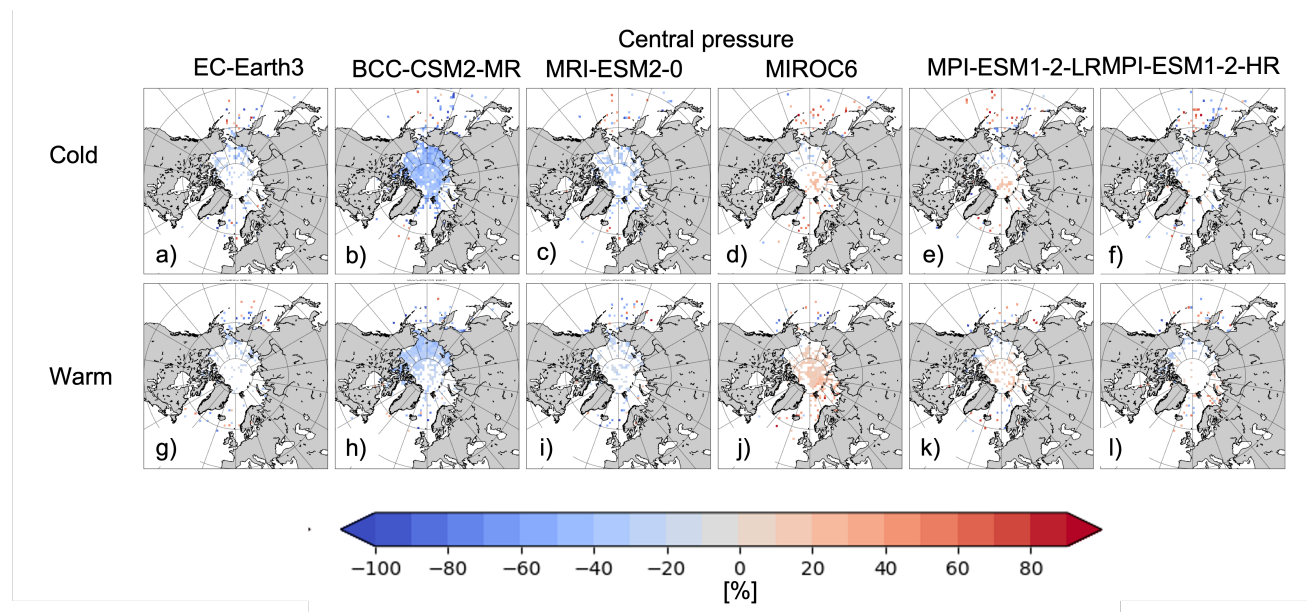 Central pressure
EC-Earth3 BCC-CSM2-MR MRI-ESM2-0 MIROC6 MPI-ESM1-2-LR MPI-ESM1-2-HR
Cold
a) b) c) d) e) f)
Warm
g) h) i) j) k) l)
−100 −80 −60 −40 −20 0 20 40 60 80
[%]